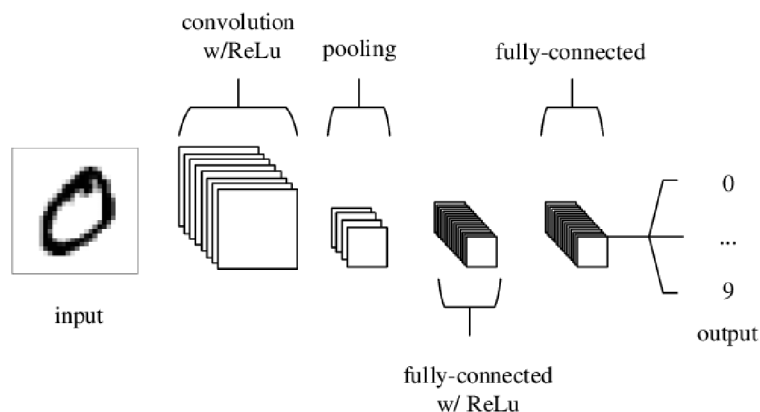 convolution
w/ReLu
pooling
fully-connected
0
...
9
input
output
fully-connected
w/ ReLu